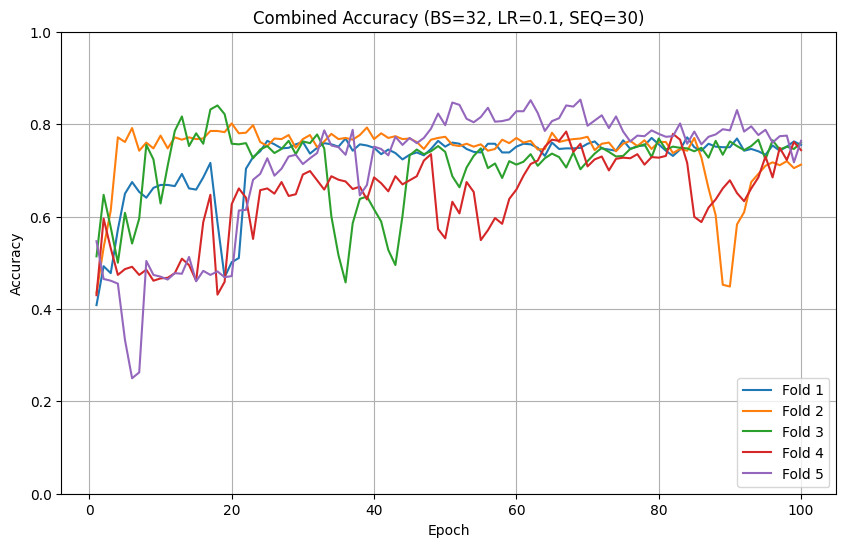 Combined Accuracy (BS=32, LR=0.1, SEQ=30)
1.0
0.8
0.6
0.4
0.2
0.0
Accuracy
0
20
40
60
80
100
Epoch
Fold 1
Fold 2
Fold 3
Fold 4
Fold 5